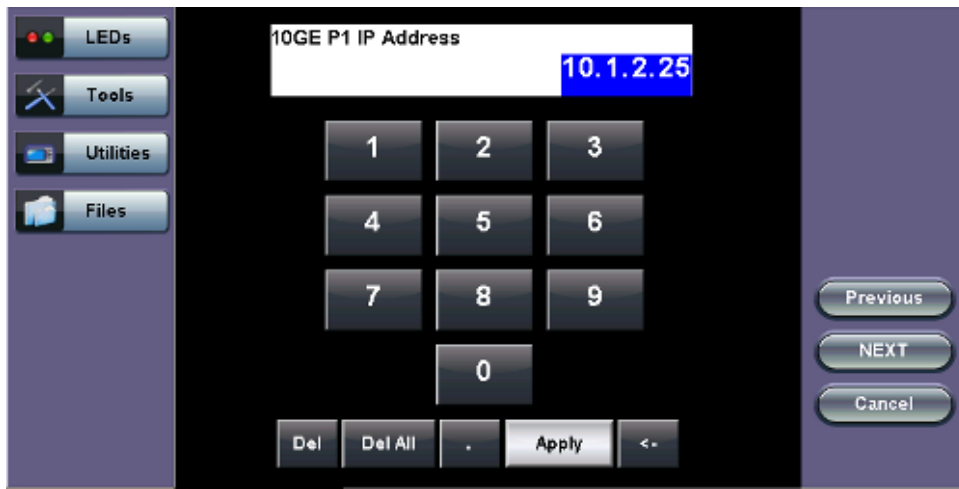 LEDs
Tools
Utilities
Files
10GE P1 IP Address
10.1.2.25
1 2 3
4 5 6
7 8 9
0
Del Del All . Apply <-
Previous
NEXT
Cancel